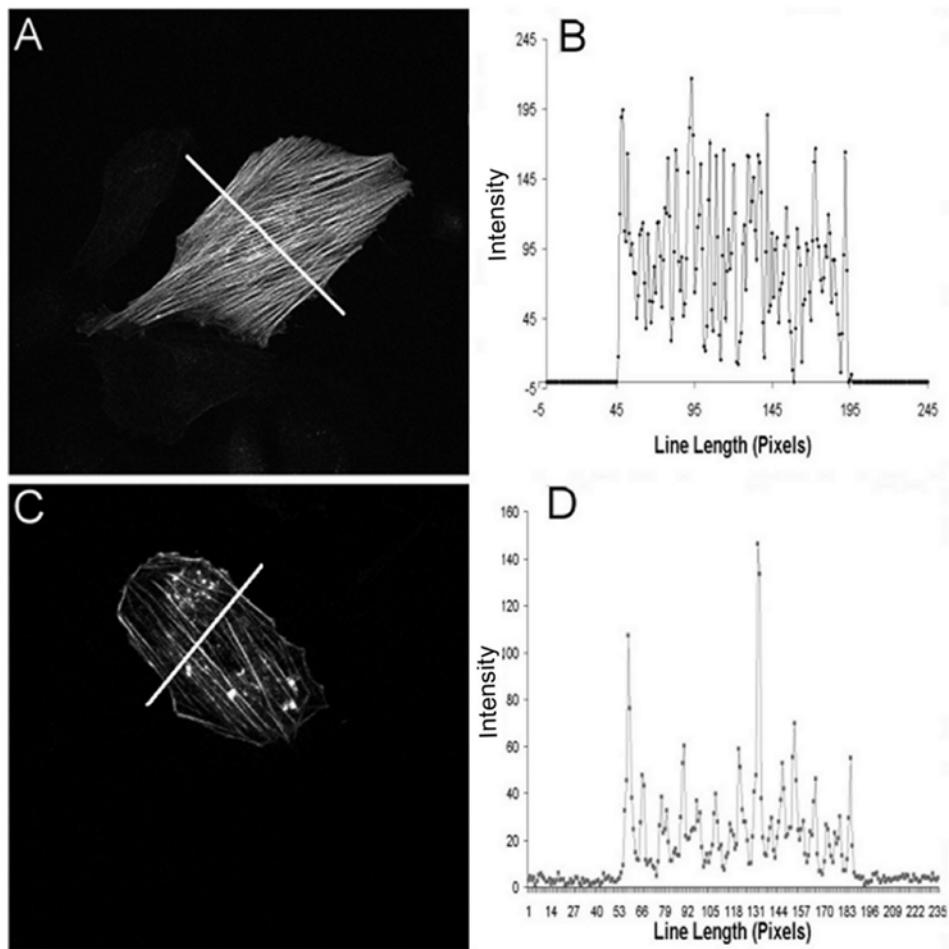 A
B
245
195
145
95
45
-5
Intensity
-5 45 95 145 195 245
Line Length (Pixels)
C
D
160
140
120
100
80
60
40
20
0
Intensity
1 14 27 40 53 66 79 92 105 118 131 144 157 170 183 196 209 222 235
Line Length (Pixels)